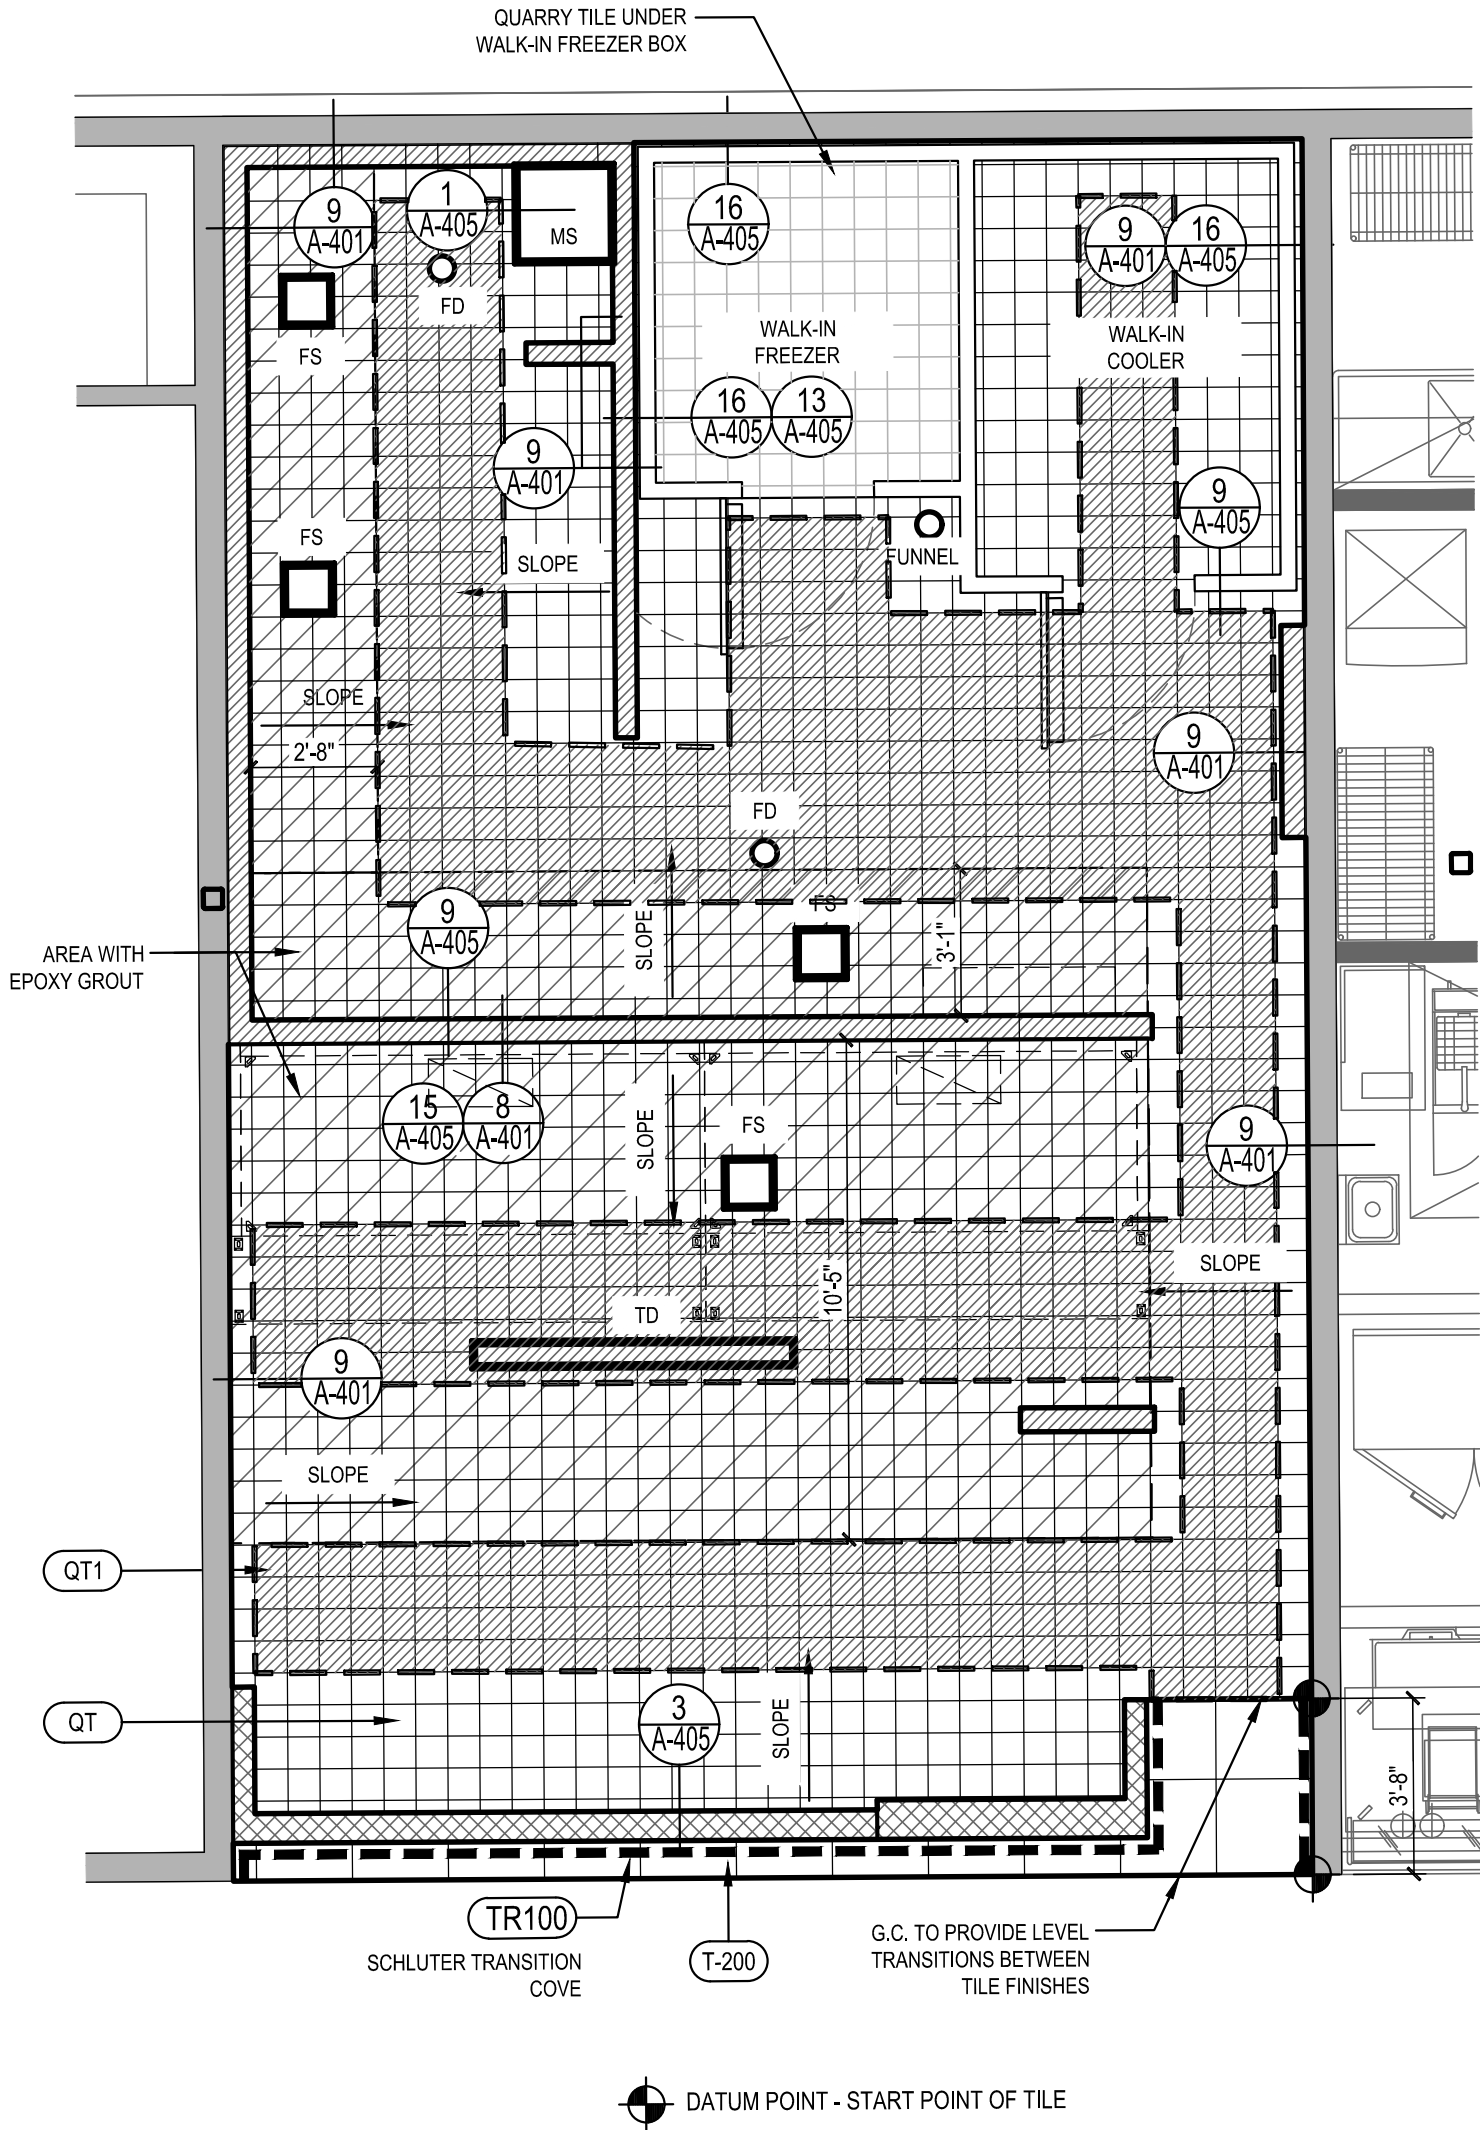 QUARRY TILE UNDER
WALK-IN FREEZER BOX
9
A-401
1
A-405
MS
16
A-405
9
A-401
16
A-405
FD
FS
WALK-IN
FREEZER
WALK-IN
COOLER
16
A-405
13
A-405
9
A-401
9
A-405
FS
SLOPE
FUNNEL
SLOPE
2'-8"
9
A-401
FD
FS
9
A-405
SLOPE
3'-1"
AREA WITH
EPOXY GROUT
15
A-405
8
A-401
SLOPE
FS
9
A-401
SLOPE
10'-5"
TD
9
A-401
SLOPE
QT1
QT
3
A-405
SLOPE
3'-8"
TR100
SCHLUTER TRANSITION
COVE
T-200
G.C. TO PROVIDE LEVEL
TRANSITIONS BETWEEN
TILE FINISHES
DATUM POINT - START POINT OF TILE